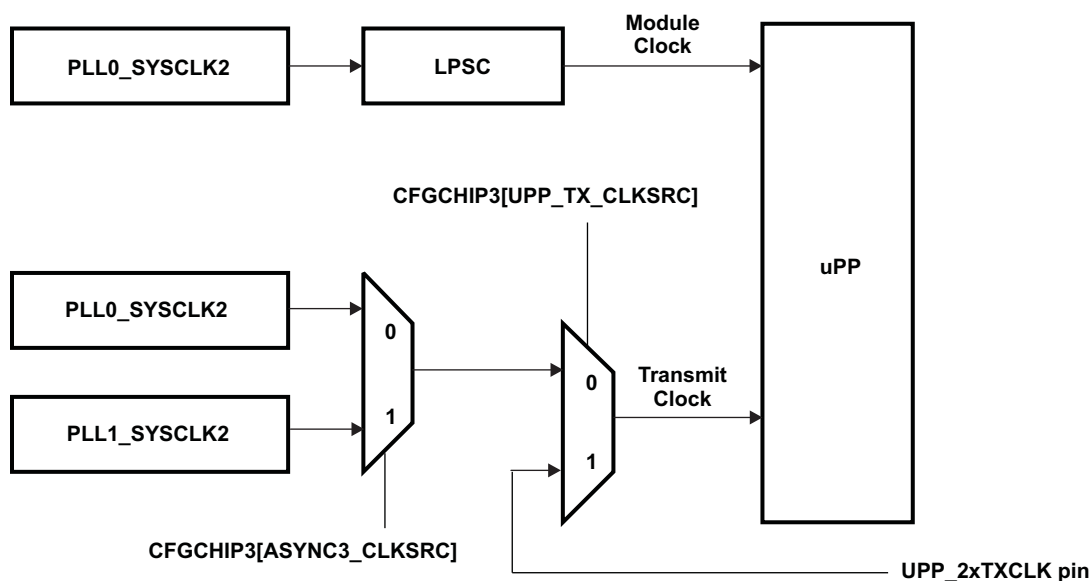 Module
Clock
PLL0_SYSCLK2
LPSC
CFGCHIP3[UPP_TX_CLKSRC]
uPP
PLL0_SYSCLK2
0
0
Transmit
Clock
1
PLL1_SYSCLK2
1
CFGCHIP3[ASYNC3_CLKSRC]
UPP_2xTXCLK pin